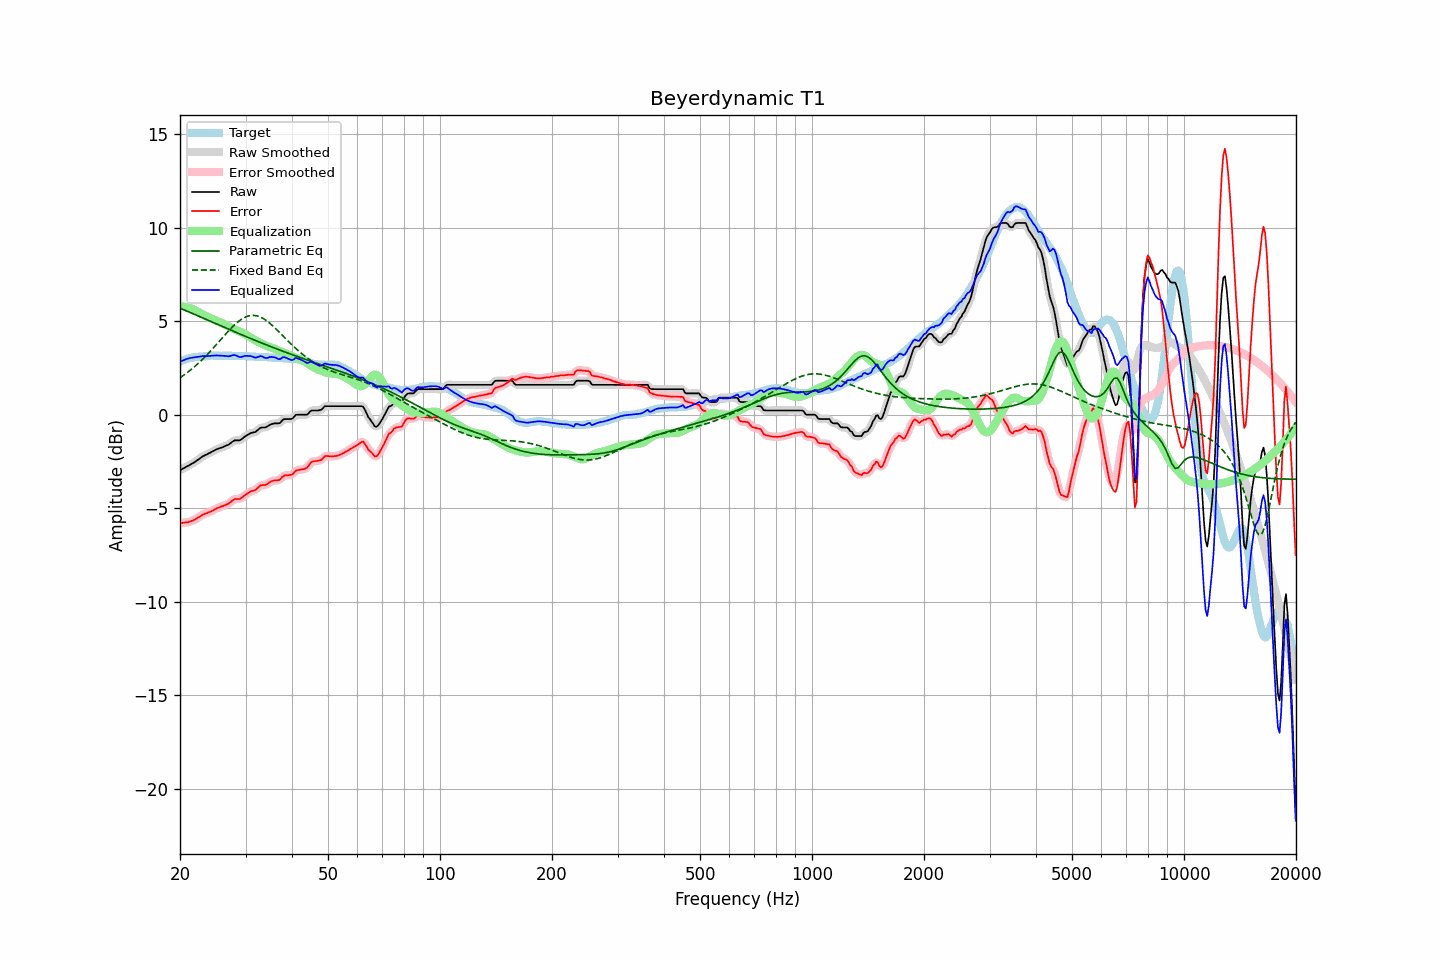 Beyerdynamic T1
Target
Raw Smoothed
Error Smoothed
Raw
Error
Equalization
Parametric Eq
Fixed Band Eq
Equalized
15
10
5
0
−5
−10
−15
−20
Amplitude (dBr)
20 50 100 200 500 1000 2000 5000 10000 20000
Frequency (Hz)